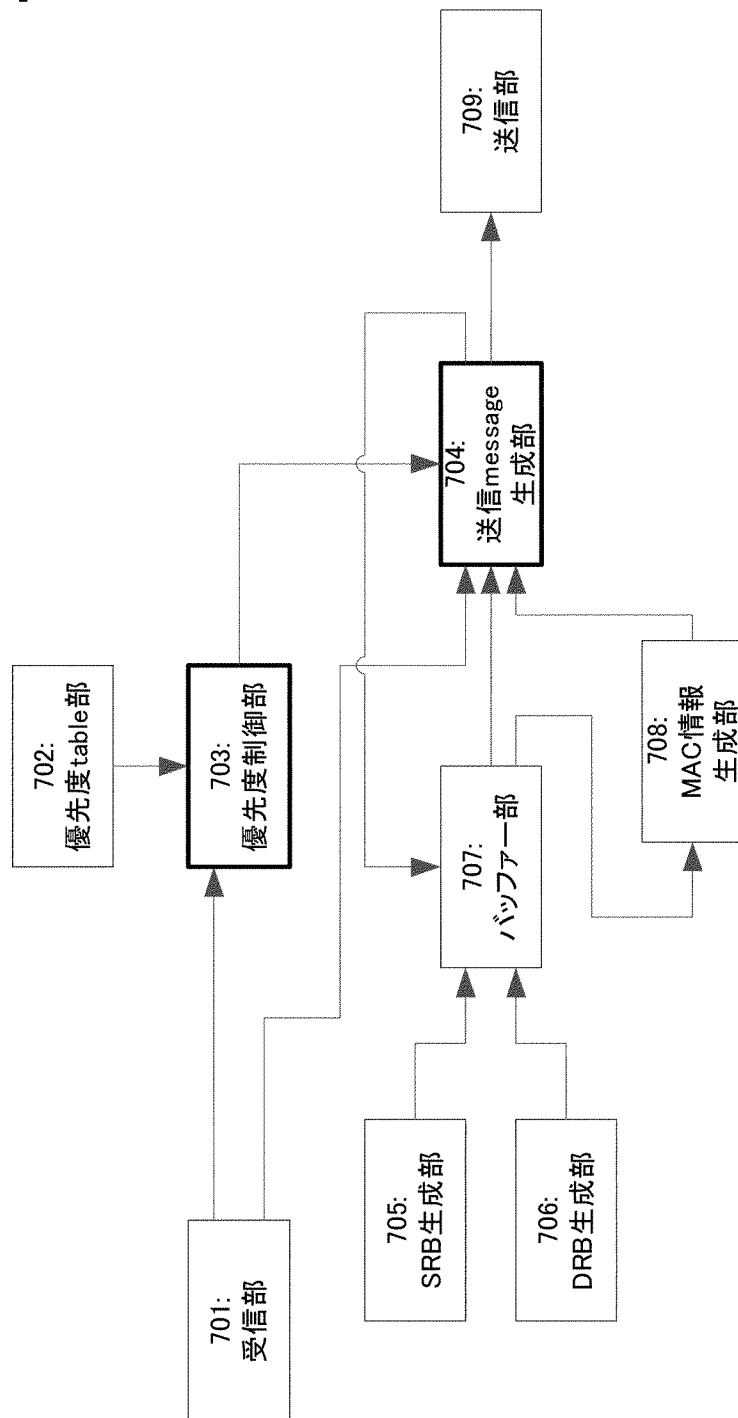 701:
受信部
702:
優先度table部
703:
優先度制御部
704:
送信message
生成部
705:
SRB生成部
706:
DRB生成部
707:
バッファー部
708:
MAC情報
生成部
709:
送信部